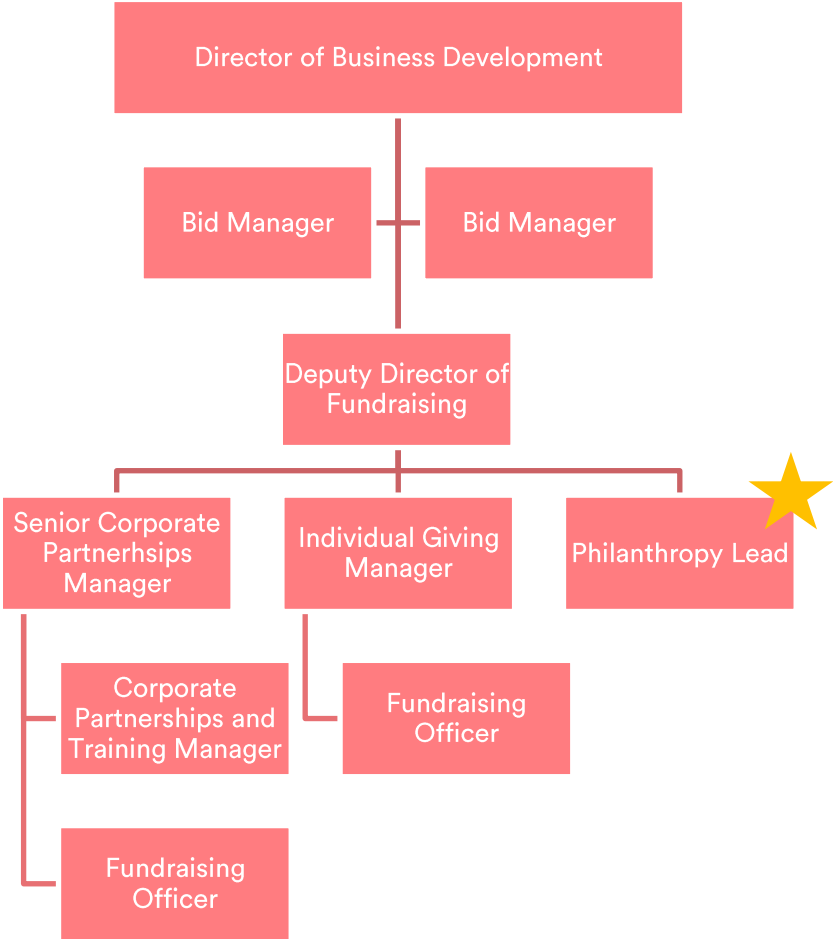 Director of Business Development
Bid Manager
Bid Manager
Deputy Director of
Fundraising
Senior Corporate
Partnerhsips
Manager
Individual Giving
Manager
Philanthropy Lead
Corporate
Partnerships and
Training Manager
Fundraising
Officer
Fundraising
Officer